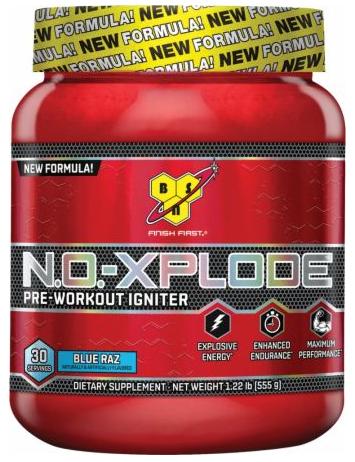 NEW FORMULA! NEW FORMULA! NEW FORMULA!
NEW FORMULA!
BSN
FINISH FIRST.®
N.O.-XPLODE
PRE-WORKOUT IGNITER
EXPLOSIVE ENERGY*
ENHANCED ENDURANCE*
MAXIMUM PERFORMANCE*
30 SERVINGS
BLUE RAZ
NATURALLY & ARTIFICIALLY FLAVORED
DIETARY SUPPLEMENT • NET WEIGHT 1.22 lb (555 g)